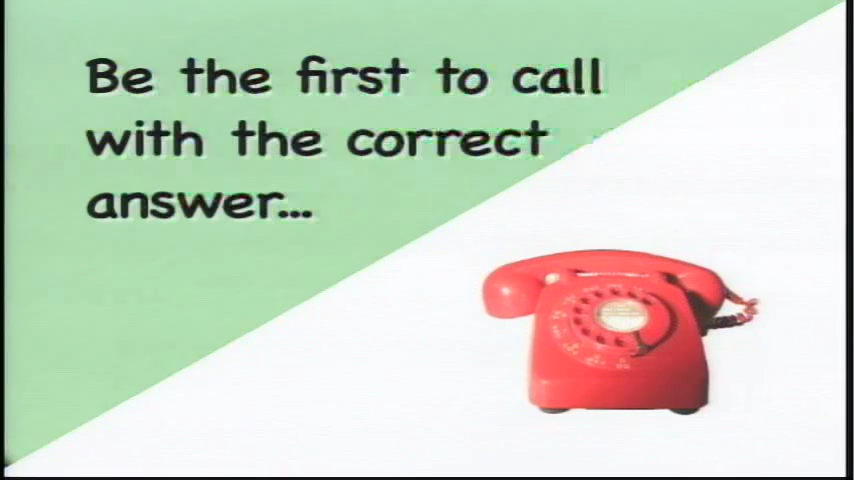 Be the first to call
with the correct
answer...